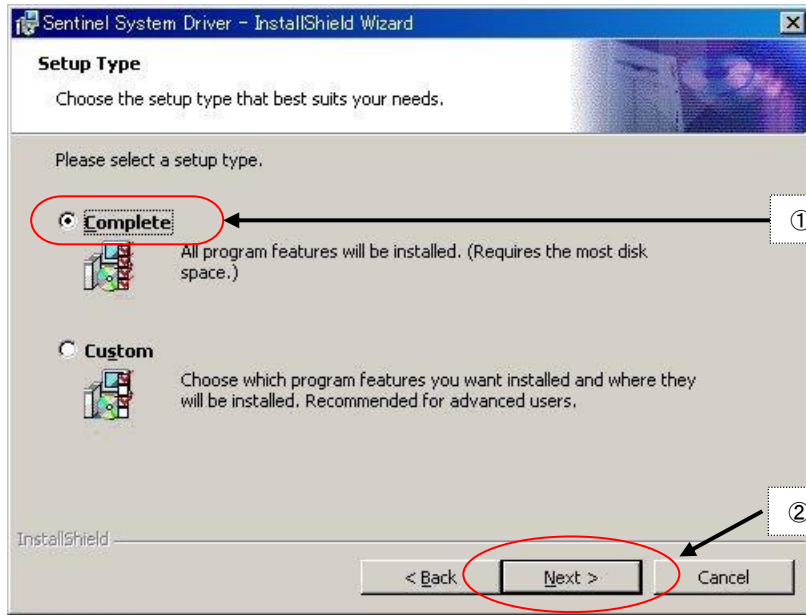 Sentinel System Driver - InstallShield Wizard
Setup Type
Choose the setup type that best suits your needs.
Please select a setup type.
Complete
①
All program features will be installed. (Requires the most disk
space.)
Custom
Choose which program features you want installed and where they
will be installed. Recommended for advanced users.
②
InstallShield
< Back
Next >
Cancel